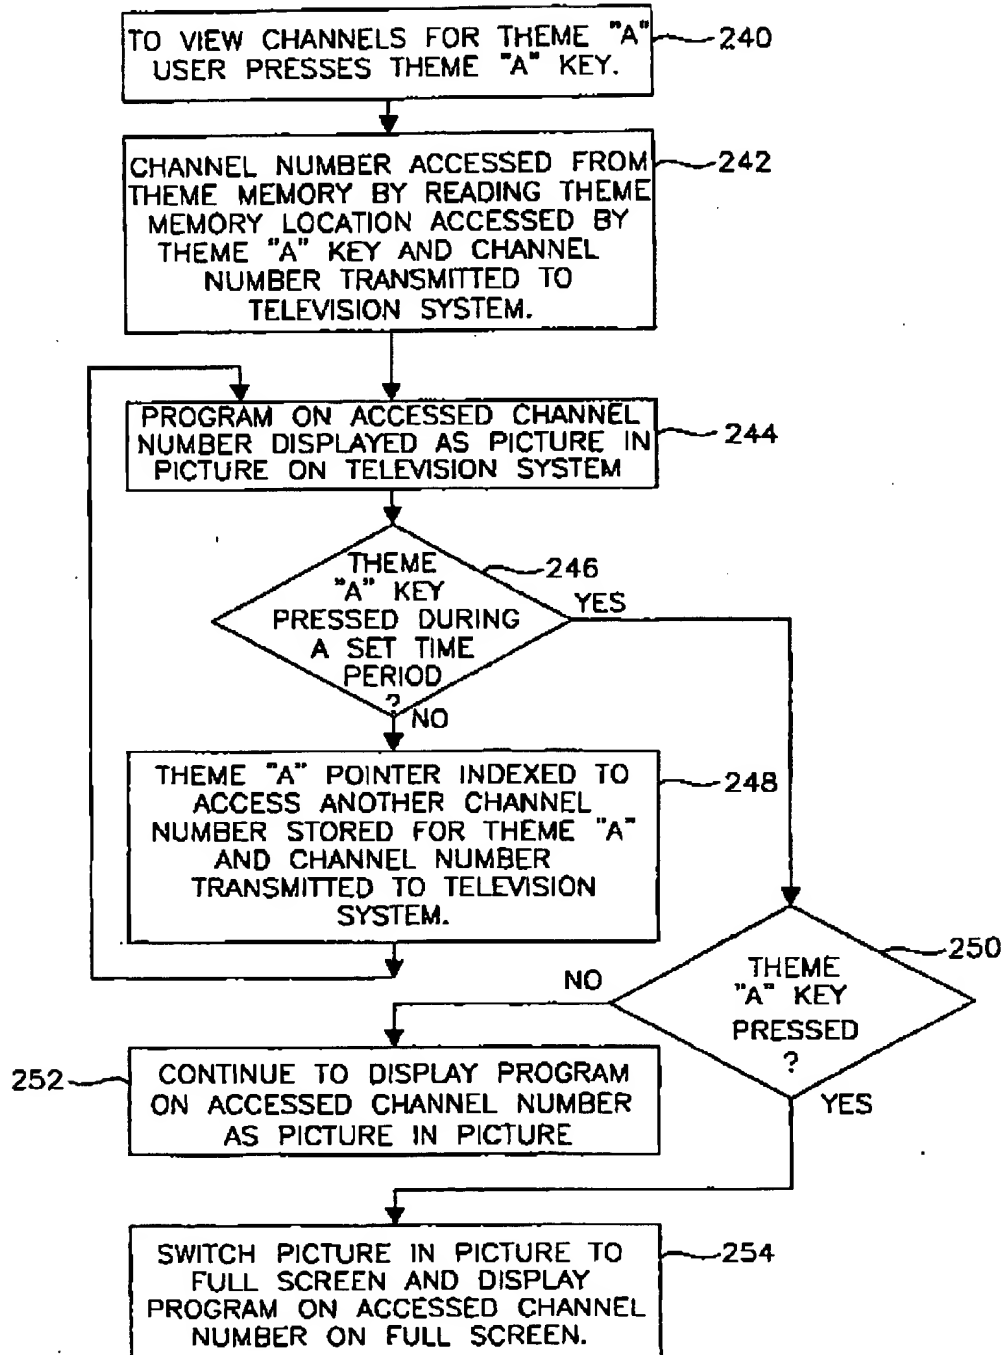 TO VIEW CHANNELS FOR THEME "A"
USER PRESSES THEME "A" KEY.
240
CHANNEL NUMBER ACCESSED FROM
THEME MEMORY BY READING THEME
MEMORY LOCATION ACCESSED BY
THEME "A" KEY AND CHANNEL
NUMBER TRANSMITTED TO
TELEVISION SYSTEM.
242
PROGRAM ON ACCESSED CHANNEL
NUMBER DISPLAYED AS PICTURE IN
PICTURE ON TELEVISION SYSTEM
244
THEME
"A" KEY
PRESSED DURING
A SET TIME
PERIOD
?
246
YES
NO
THEME "A" POINTER INDEXED TO
ACCESS ANOTHER CHANNEL
NUMBER STORED FOR THEME "A"
AND CHANNEL NUMBER
TRANSMITTED TO TELEVISION
SYSTEM.
248
THEME
"A" KEY
PRESSED
?
250
NO
YES
252
CONTINUE TO DISPLAY PROGRAM
ON ACCESSED CHANNEL NUMBER
AS PICTURE IN PICTURE
SWITCH PICTURE IN PICTURE TO
FULL SCREEN AND DISPLAY
PROGRAM ON ACCESSED CHANNEL
NUMBER ON FULL SCREEN.
254